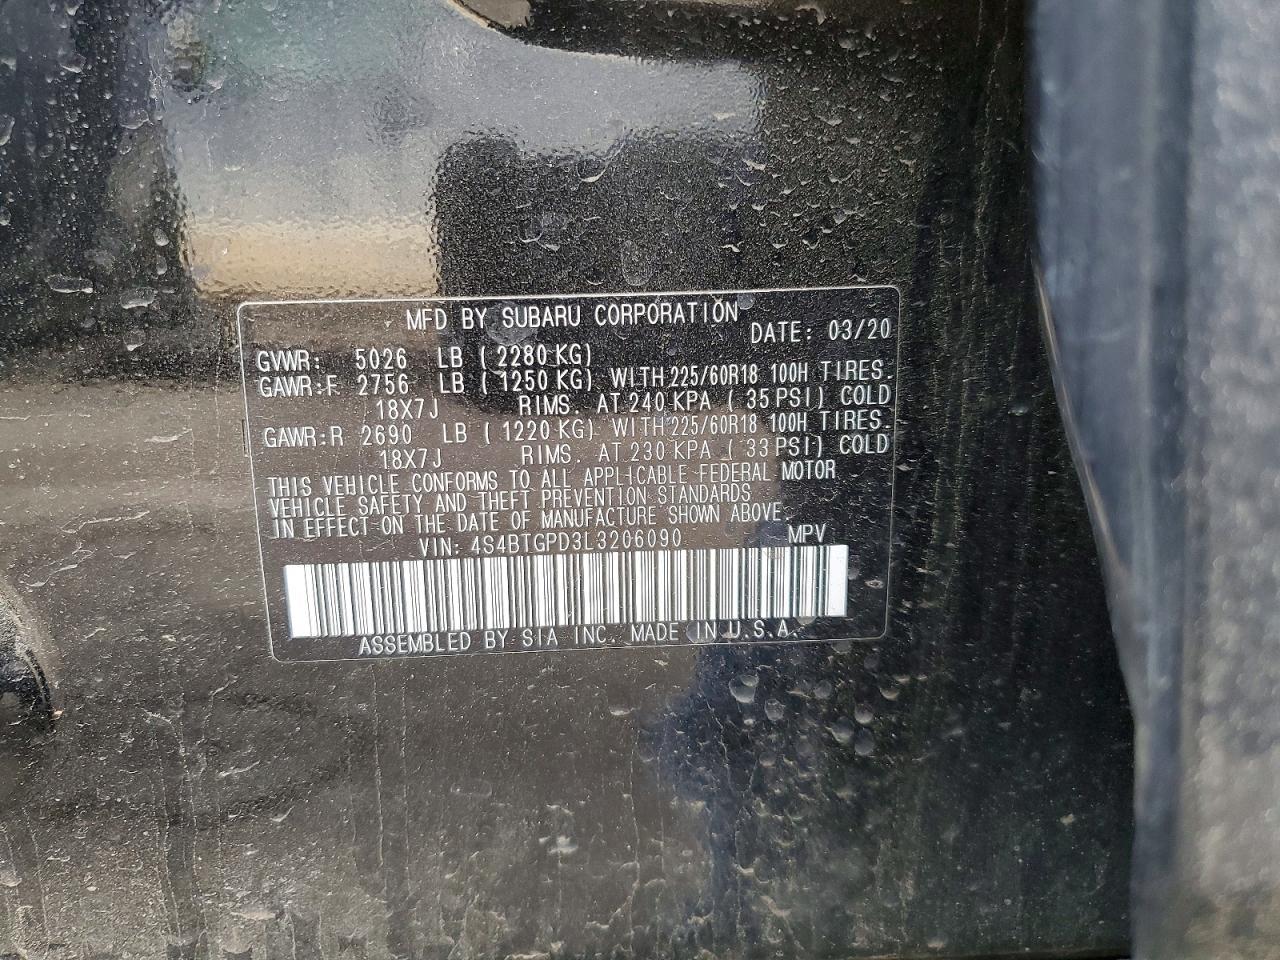 MFD BY SUBARU CORPORATION
DATE: 03/20
GVWR: 5026 LB ( 2280 KG)
GAWR:F 2756 LB ( 1250 KG) WITH 225/60R18 100H TIRES.
18X7J RIMS. AT 240 KPA ( 35 PSI) COLD
GAWR:R 2690 LB ( 1220 KG) WITH 225/60R18 100H TIRES.
18X7J RIMS. AT 230 KPA ( 33 PSI) COLD
THIS VEHICLE CONFORMS TO ALL APPLICABLE FEDERAL MOTOR
VEHICLE SAFETY AND THEFT PREVENTION STANDARDS
IN EFFECT ON THE DATE OF MANUFACTURE SHOWN ABOVE.
VIN: 4S4BTGPD3L3206090 MPV
ASSEMBLED BY SIA INC. MADE IN U.S.A.